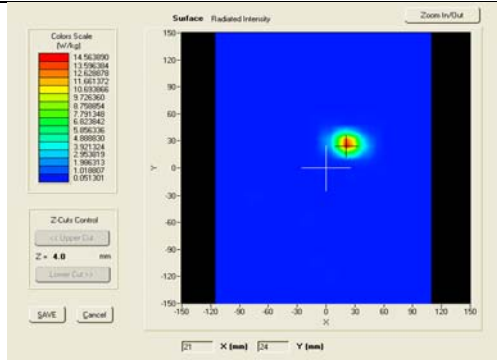 Surface Radiated Intensity
Zoom In/Out
Colors Scale
(W/kg)
14.563890
13.596384
12.628878
11.661372
10.693866
9.726360
8.758854
7.791348
6.823842
5.856336
4.888830
3.921324
2.953819
1.986313
1.018807
0.051301
Z-Cuts Control
<< Upper Cut
Z = 4.0 mm
Lower Cut >>
SAVE Cancel
150-
120-
90-
60-
30-
0-
-30-
-60-
-90-
-120-
-150-
Y
-150 -120 -90 -60 -30 0 30 60 90 120 150
X
21 X (mm) 24 Y (mm)